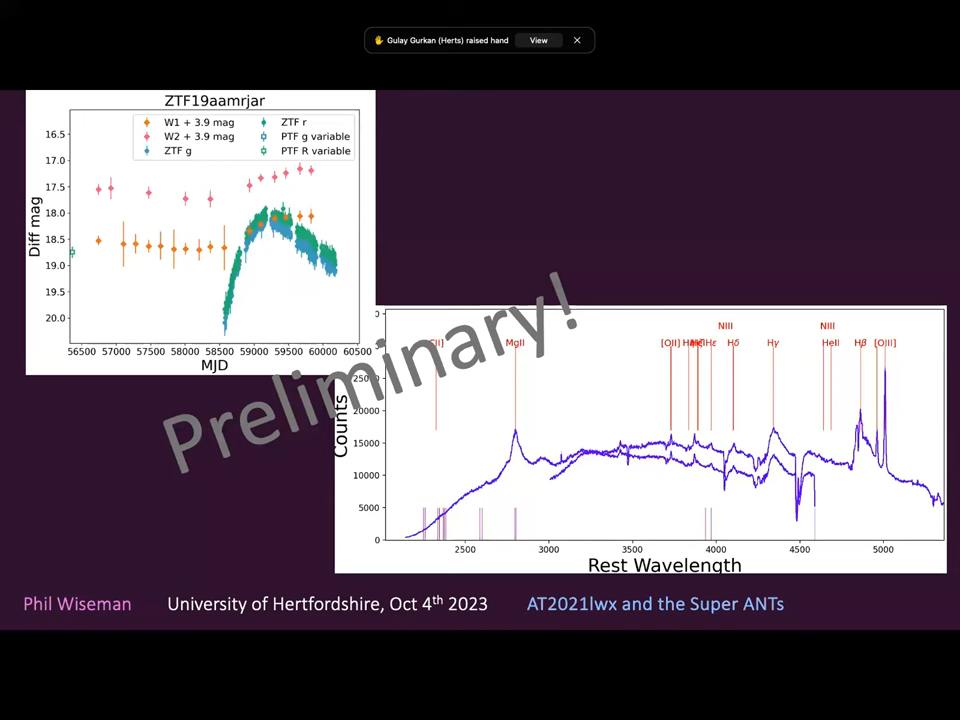 Gulay Gurkan (Herts) raised hand View
ZTF19aamrjar
W1 + 3.9 mag
W2 + 3.9 mag
ZTF g
ZTF r
PTF g variable
PTF R variable
16.5
17.0
17.5
18.0
18.5
19.0
19.5
20.0
Diff mag
56500 57000 57500 58000 58500 59000 59500 60000 60500
MJD
Preliminary!
NIII NIII
MgII [OII] Hε Hδ Hγ HeII Hβ [OIII]
25000
20000
15000
10000
5000
0
Counts
2500 3000 3500 4000 4500 5000
Rest Wavelength
Phil Wiseman University of Hertfordshire, Oct 4th 2023 AT2021lwx and the Super ANTs